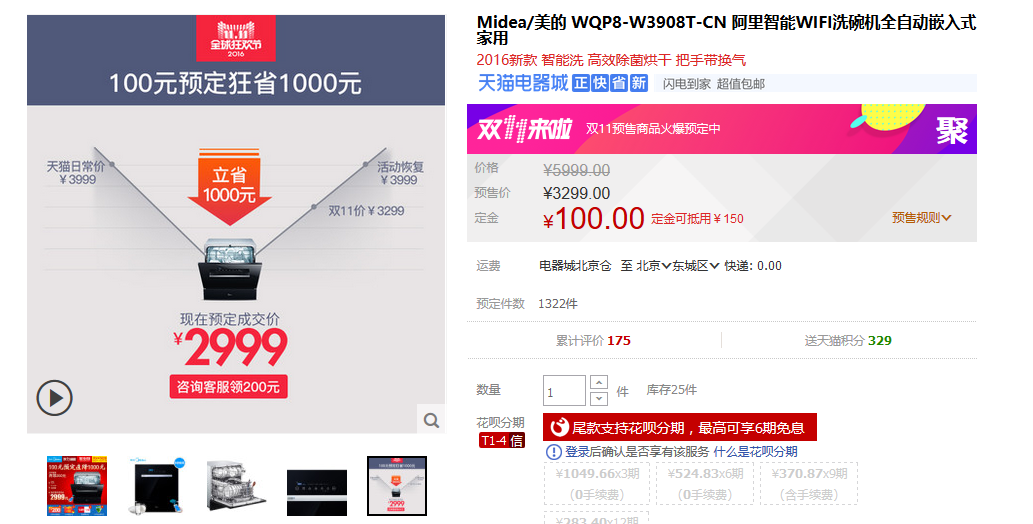 11.11
全球狂欢节
2016
100元预定狂省1000元
天猫日常价
￥3999
立省
1000元
活动恢复
￥3999
双11价￥3299
现在预定成交价
¥2999
咨询客服领200元
Midea/美的 WQP8-W3908T-CN 阿里智能WIFI洗碗机全自动嵌入式
家用
2016新款 智能洗 高效除菌烘干 把手带换气
天猫电器城 正 快 省 新 闪电到家 超值包邮
双11来啦 双11预售商品火爆预定中 聚
价格 ¥5999.00
预售价 ¥3299.00
定金 ¥100.00 定金可抵用￥150 预售规则
运费 电器城北京仓 至 北京 东城区 快递: 0.00
预定件数 1322件
累计评价 175 送天猫积分 329
数量 1 件 库存25件
花呗分期 尾款支持花呗分期，最高可享6期免息
T1-4 信
登录后确认是否享有该服务 什么是花呗分期
¥1049.66x3期 ¥524.83x6期 ¥370.87x9期
（0手续费） （0手续费） （含手续费）
¥283.40x12期